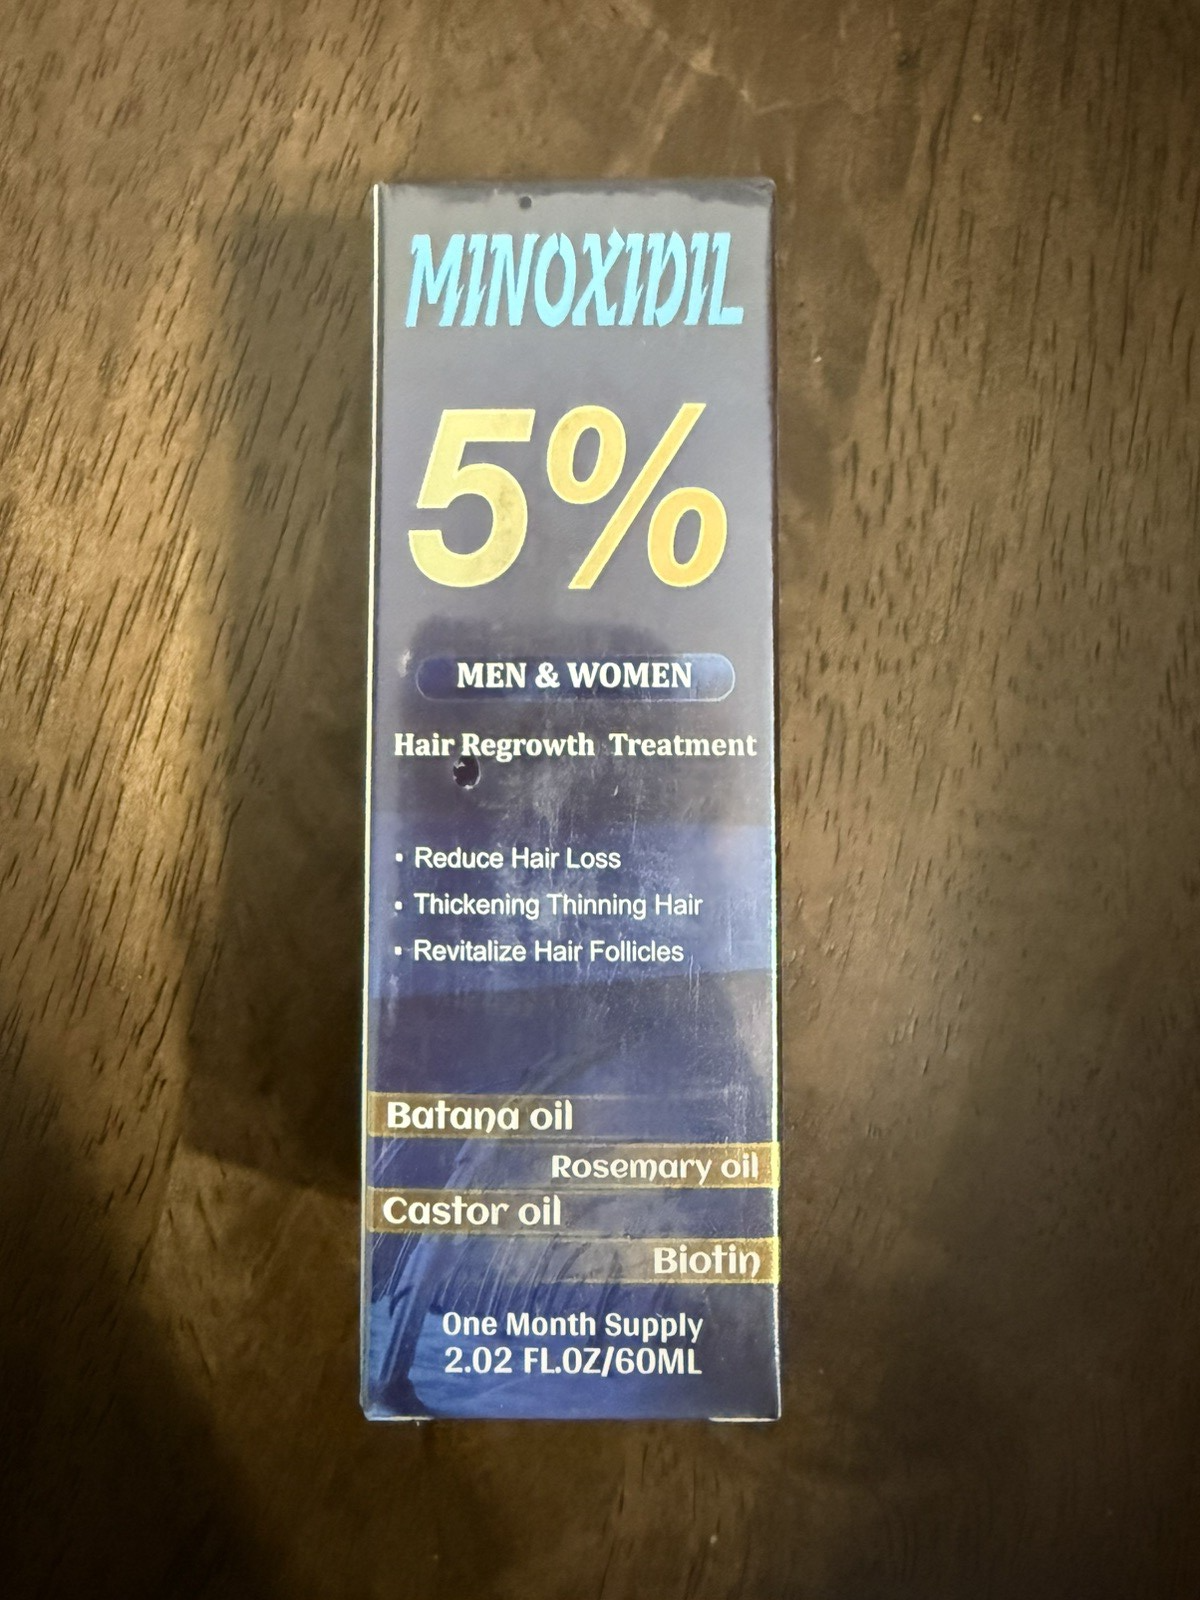 MINOXIDIL
5%
MEN & WOMEN
Hair Regrowth Treatment
• Reduce Hair Loss
• Thickening Thinning Hair
• Revitalize Hair Follicles
Batana oil
Rosemary oil
Castor oil
Biotin
One Month Supply
2.02 FL.OZ/60ML